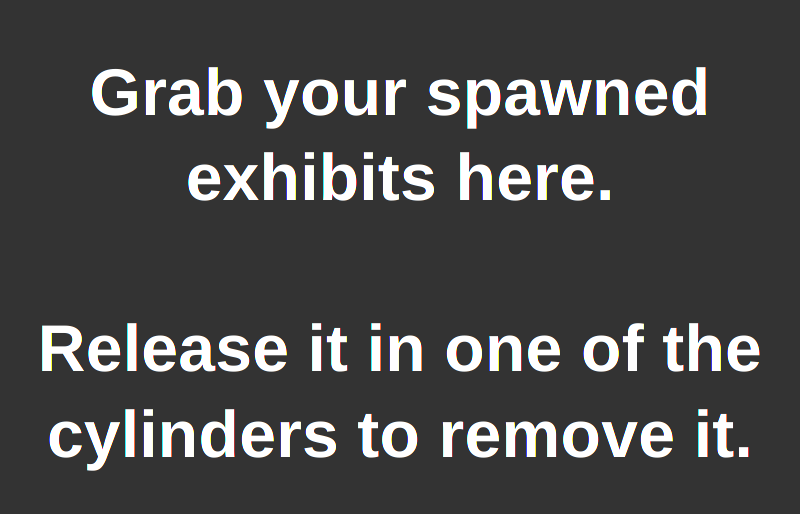 Grab your spawned
exhibits here.
Release it in one of the
cylinders to remove it.